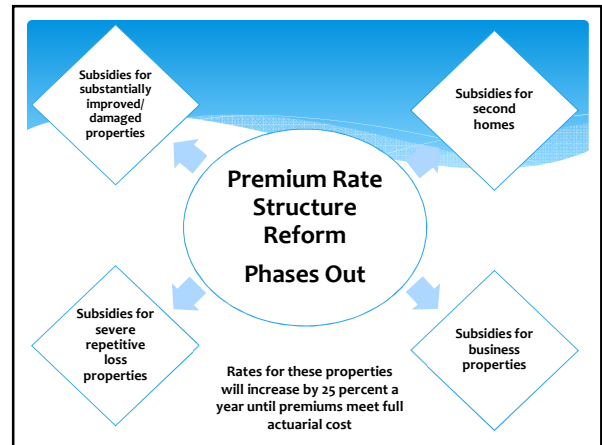 Subsidies for
substantially
improved/
damaged
properties
Subsidies for
second
homes
Premium Rate
Structure
Reform
Phases Out
Subsidies for
severe
repetitive
loss
properties
Subsidies for
business
properties
Rates for these properties
will increase by 25 percent a
year until premiums meet full
actuarial cost